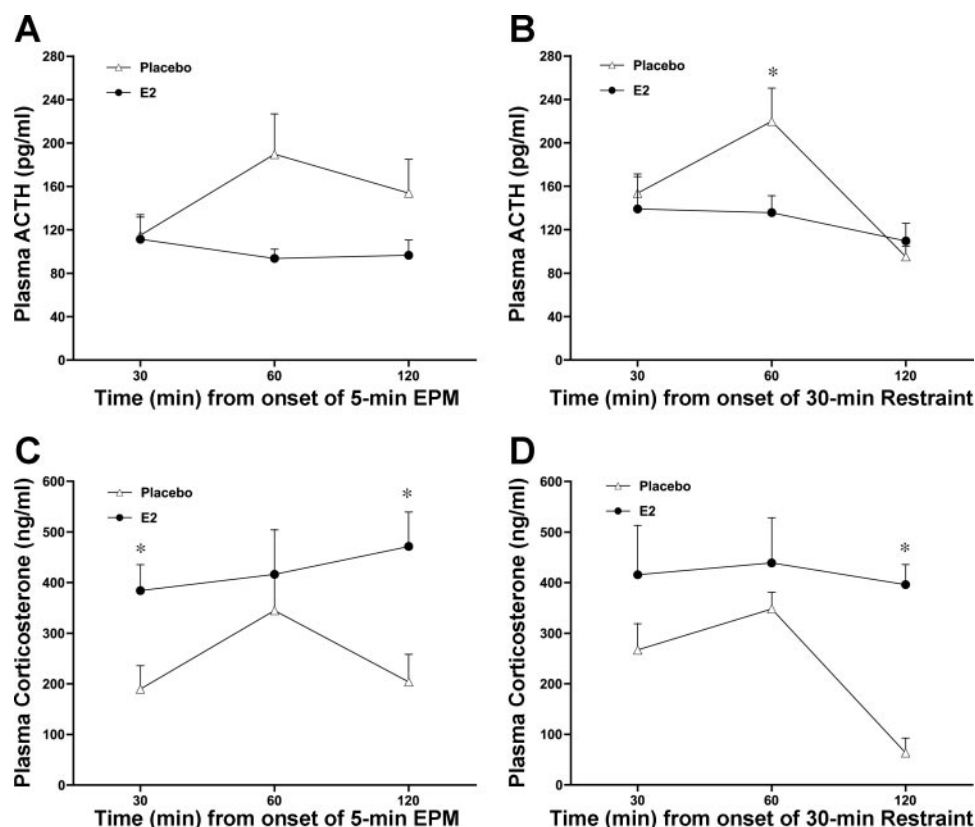 A
Plasma ACTH (pg/ml)
280
240
200
160
120
80
40
0
Placebo
E2
30
60
120
Time (min) from onset of 5-min EPM
B
Plasma ACTH (pg/ml)
280
240
200
160
120
80
40
0
Placebo
E2
*
30
60
120
Time (min) from onset of 30-min Restraint
C
Plasma Corticosterone (ng/ml)
600
500
400
300
200
100
0
Placebo
E2
*
*
30
60
120
Time (min) from onset of 5-min EPM
D
Plasma Corticosterone (ng/ml)
600
500
400
300
200
100
0
Placebo
E2
*
30
60
120
Time (min) from onset of 30-min Restraint